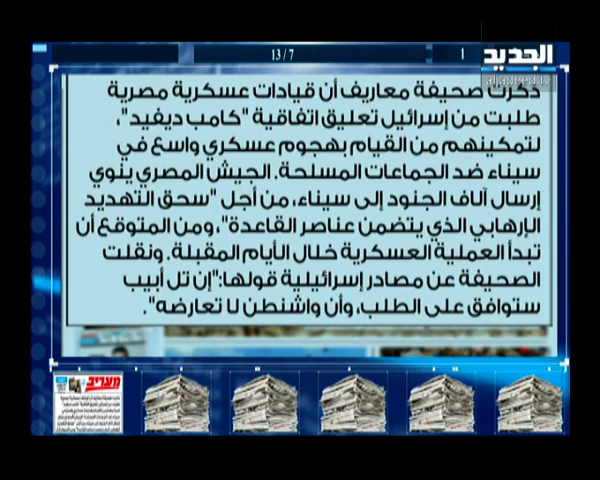 13/7
1
الجديد
aljadeed.tv
ذكرت صحيفة معاريف أن قيادات عسكرية مصرية
طلبت من إسرائيل تعليق اتفاقية "كامب ديفيد"،
لتمكينهم من القيام بهجوم عسكري واسع في
سيناء ضد الجماعات المسلحة. الجيش المصري ينوي
إرسال آلاف الجنود إلى سيناء، من أجل "سحق التهديد
الإرهابي الذي يتضمن عناصر القاعدة"، ومن المتوقع أن
تبدأ العملية العسكرية خلال الأيام المقبلة. ونقلت
الصحيفة عن مصادر إسرائيلية قولها:"إن تل أبيب
ستوافق على الطلب، وأن واشنطن لا تعارضه".
מעריב